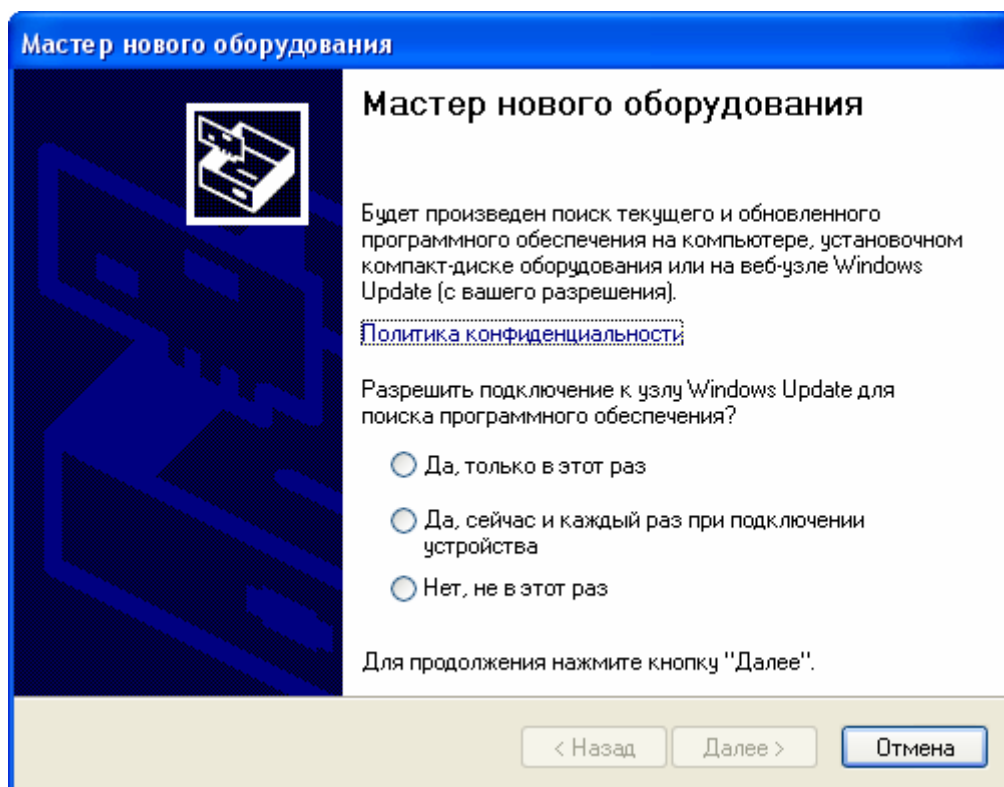 Мастер нового оборудования
Мастер нового оборудования
Будет произведен поиск текущего и обновленного
программного обеспечения на компьютере, установочном
компакт-диске оборудования или на веб-узле Windows
Update (с вашего разрешения).
Политика конфиденциальности
Разрешить подключение к узлу Windows Update для
поиска программного обеспечения?
Да, только в этот раз
Да, сейчас и каждый раз при подключении
устройства
Нет, не в этот раз
Для продолжения нажмите кнопку "Далее".
< Назад
Далее >
Отмена